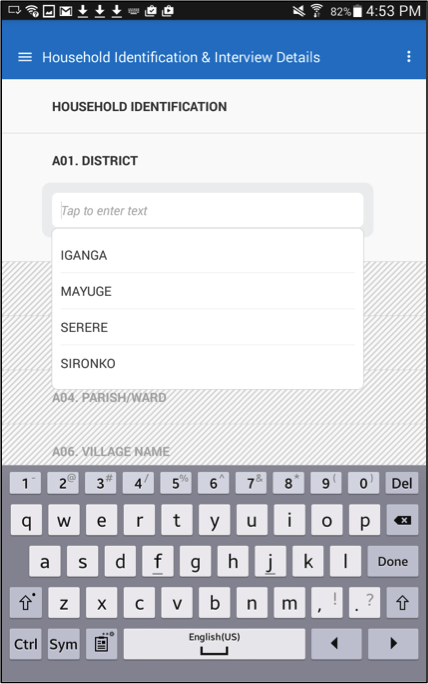 82% 4:53 PM
Household Identification & Interview Details
HOUSEHOLD IDENTIFICATION
A01. DISTRICT
Tap to enter text
IGANGA
MAYUGE
SERERE
SIRONKO
A04. PARISH/WARD
A06. VILLAGE NAME
1 - 2 @ 3 # 4 / 5 % 6 ^ 7 & 8 * 9 ( 0 ) Del
q w e r t y u i o p
a s d f g h j k l Done
z x c v b n m , ! . ?
Ctrl Sym English(US)